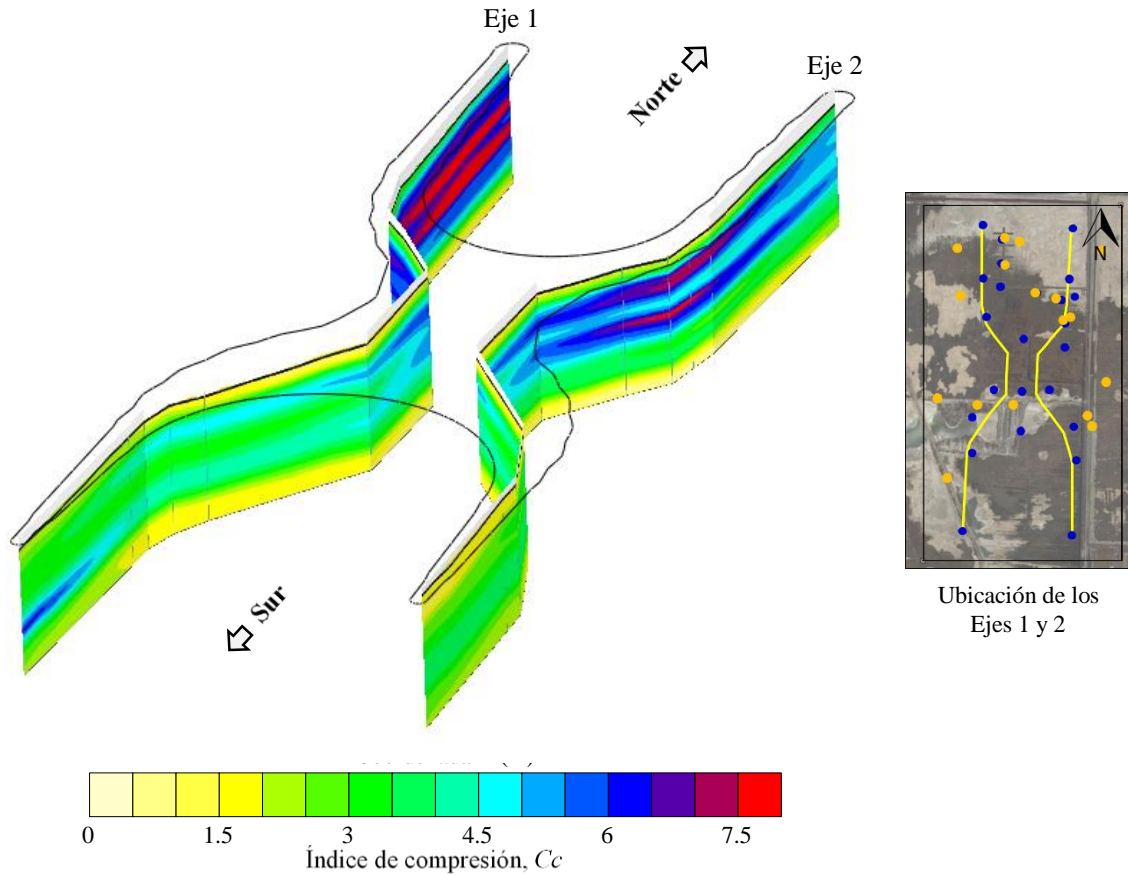 Eje 1
Norte
Eje 2
N
Ubicación de los
Ejes 1 y 2
Sur
0 1.5 3 4.5 6 7.5
Índice de compresión, Cc